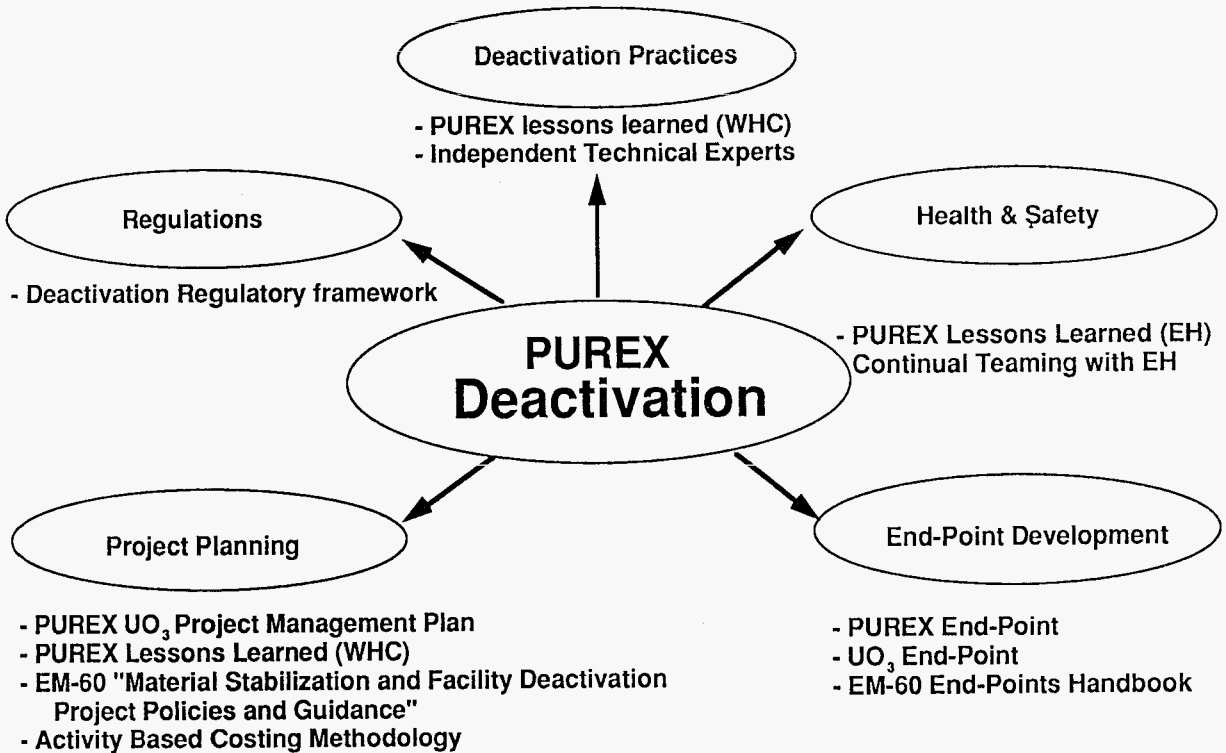 Deactivation Practices
- PUREX lessons learned (WHC)
- Independent Technical Experts
Regulations
- Deactivation Regulatory framework
Health & Şafety
- PUREX Lessons Learned (EH)
Continual Teaming with EH
PUREX
Deactivation
Project Planning
- PUREX UO₃ Project Management Plan
- PUREX Lessons Learned (WHC)
- EM-60 "Material Stabilization and Facility Deactivation
Project Policies and Guidance"
- Activity Based Costing Methodology
End-Point Development
- PUREX End-Point
- UO₃ End-Point
- EM-60 End-Points Handbook